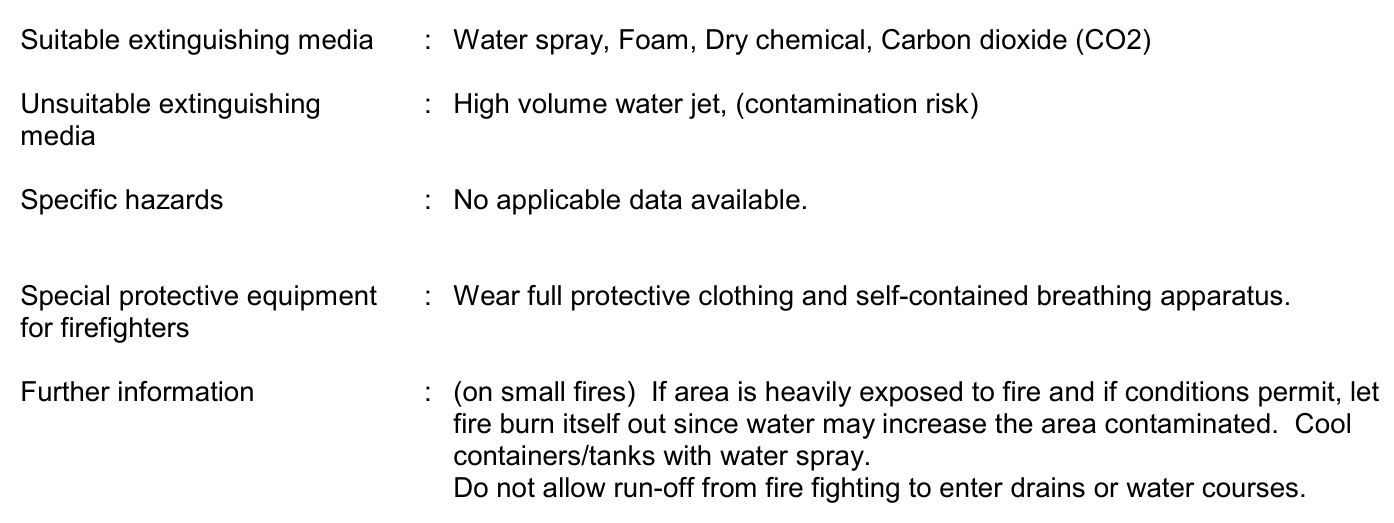 Suitable extinguishing media : Water spray, Foam, Dry chemical, Carbon dioxide (CO2)
Unsuitable extinguishing : High volume water jet, (contamination risk)
media
Specific hazards : No applicable data available.
Special protective equipment : Wear full protective clothing and self-contained breathing apparatus.
for firefighters
Further information : (on small fires)  If area is heavily exposed to fire and if conditions permit, let
fire burn itself out since water may increase the area contaminated.  Cool
containers/tanks with water spray.
Do not allow run-off from fire fighting to enter drains or water courses.